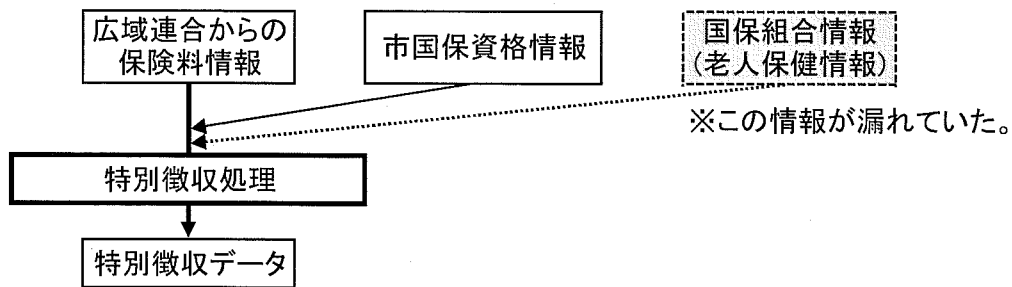 広域連合からの
保険料情報
市国保資格情報
国保組合情報
(老人保健情報)
※この情報が漏れていた。
特別徴収処理
特別徴収データ